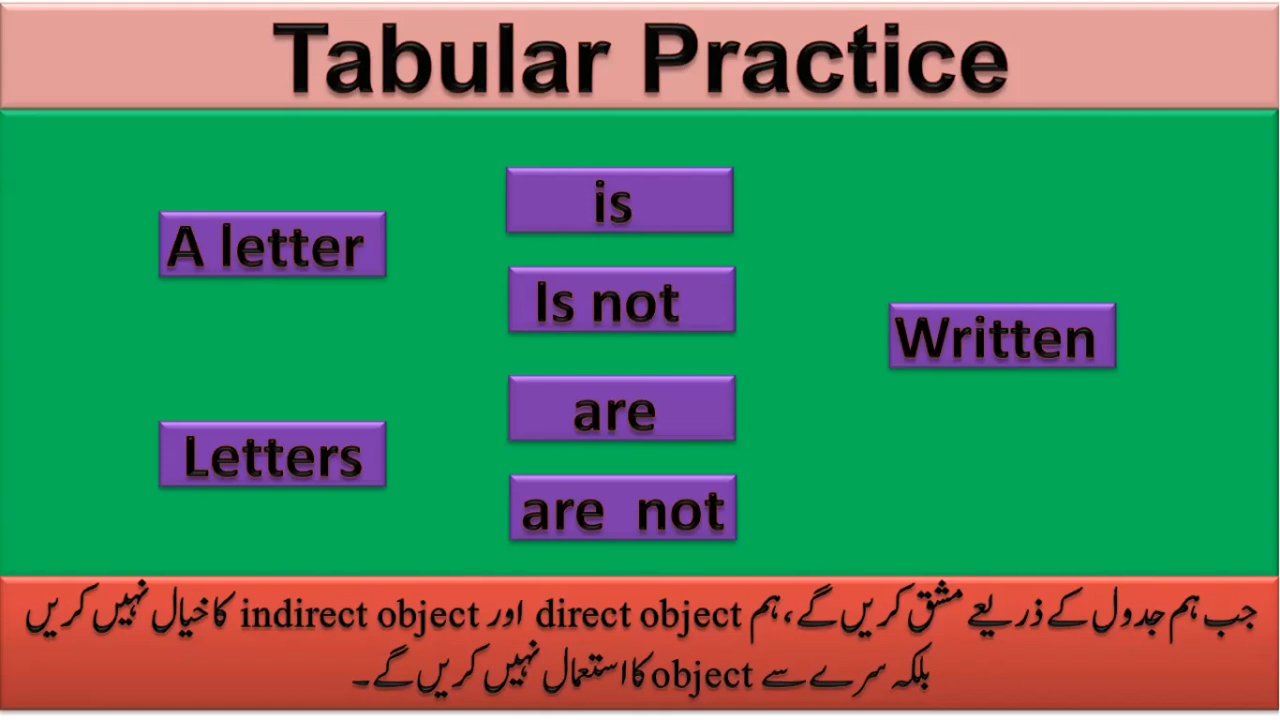 Tabular Practice
A letter
Letters
is
Is not
are
are not
Written
جب ہم جدول کے ذریعے مشق کریں گے، ہم direct object اور indirect object کا خیال نہیں کریں
بلکہ سرے سے object کا استعمال نہیں کریں گے۔